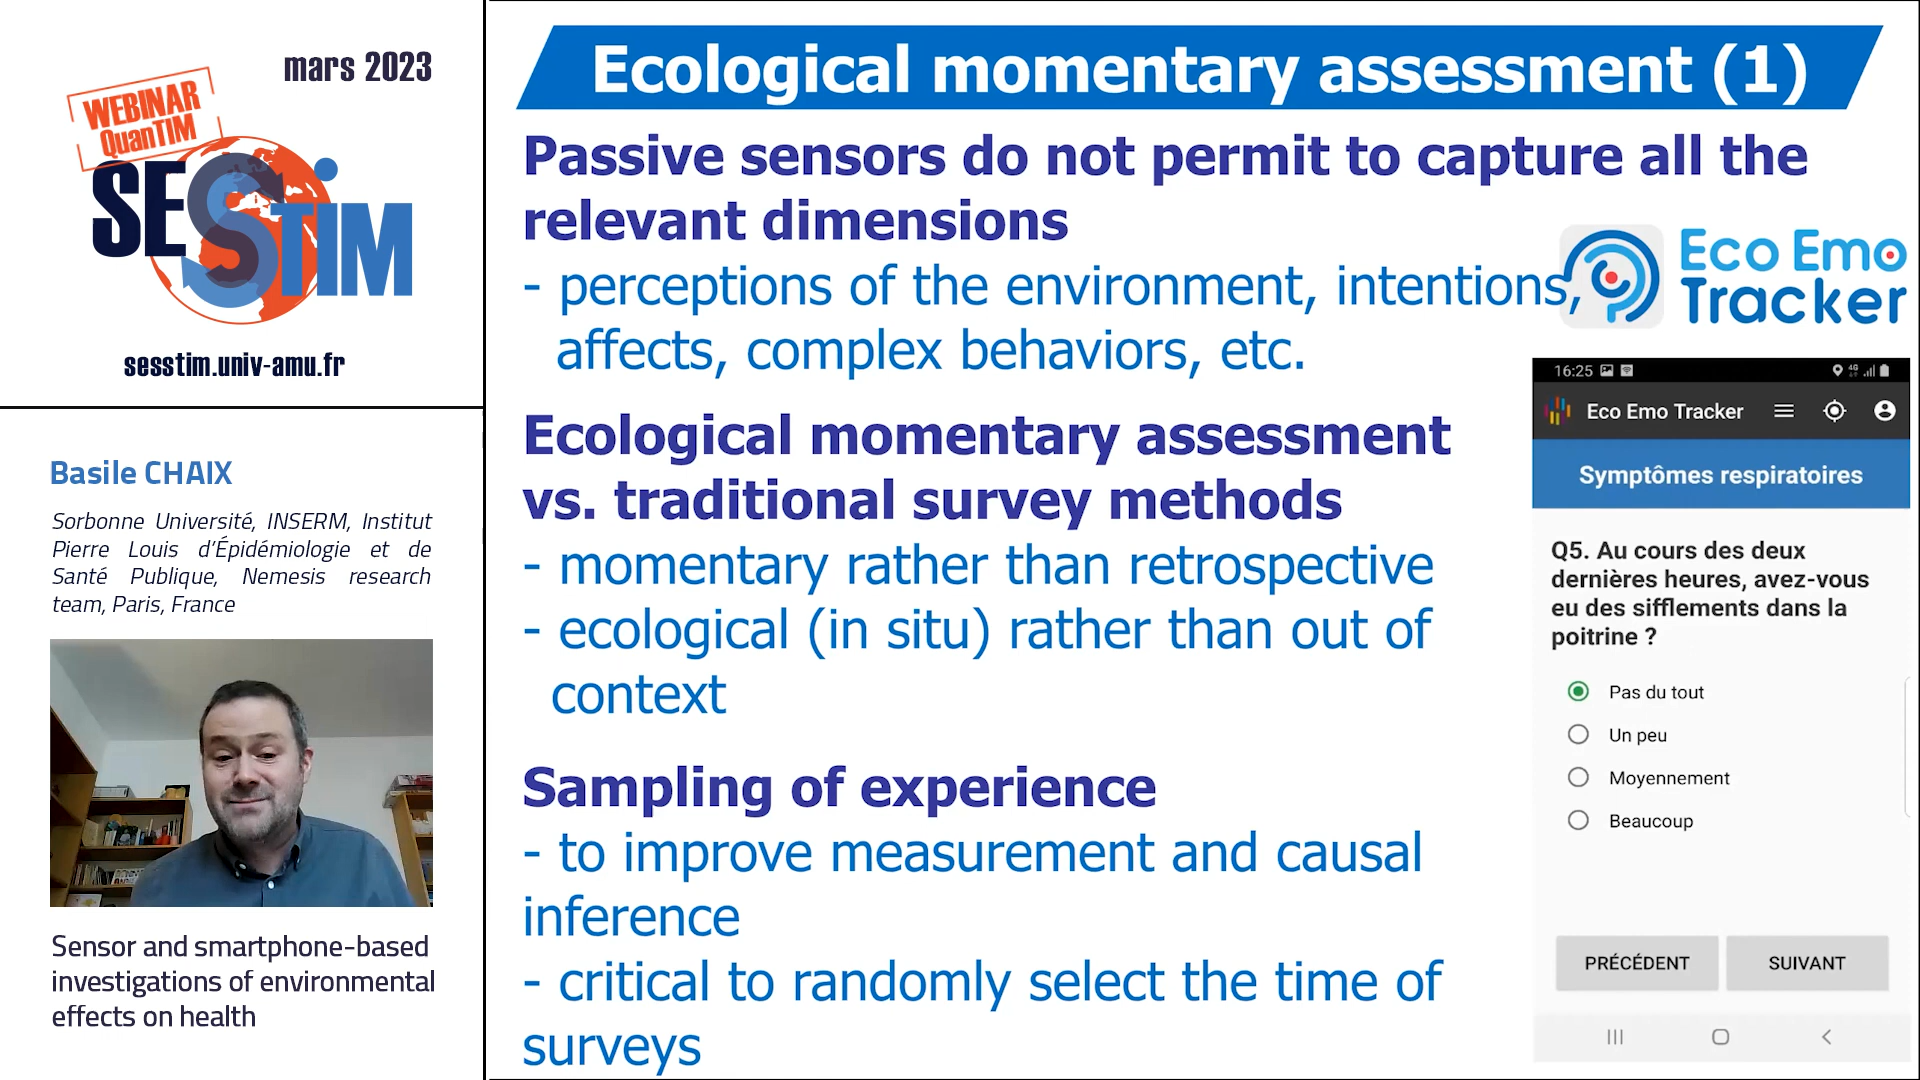 mars 2023
WEBINAR
QuanTIM
SESSTIM
sesstim.univ-amu.fr
Basile CHAIX
Sorbonne Université, INSERM, Institut
Pierre Louis d’Épidémiologie et de
Santé Publique, Nemesis research
team, Paris, France
Sensor and smartphone-based
investigations of environmental
effects on health
Ecological momentary assessment (1)
Passive sensors do not permit to capture all the
relevant dimensions
- perceptions of the environment, intentions,
affects, complex behaviors, etc.
Ecological momentary assessment
vs. traditional survey methods
- momentary rather than retrospective
- ecological (in situ) rather than out of
context
Sampling of experience
- to improve measurement and causal
inference
- critical to randomly select the time of
surveys
Eco Emo
Tracker
16:25
4G
Eco Emo Tracker
Symptômes respiratoires
Q5. Au cours des deux
dernières heures, avez-vous
eu des sifflements dans la
poitrine ?
Pas du tout
Un peu
Moyennement
Beaucoup
PRÉCÉDENT
SUIVANT